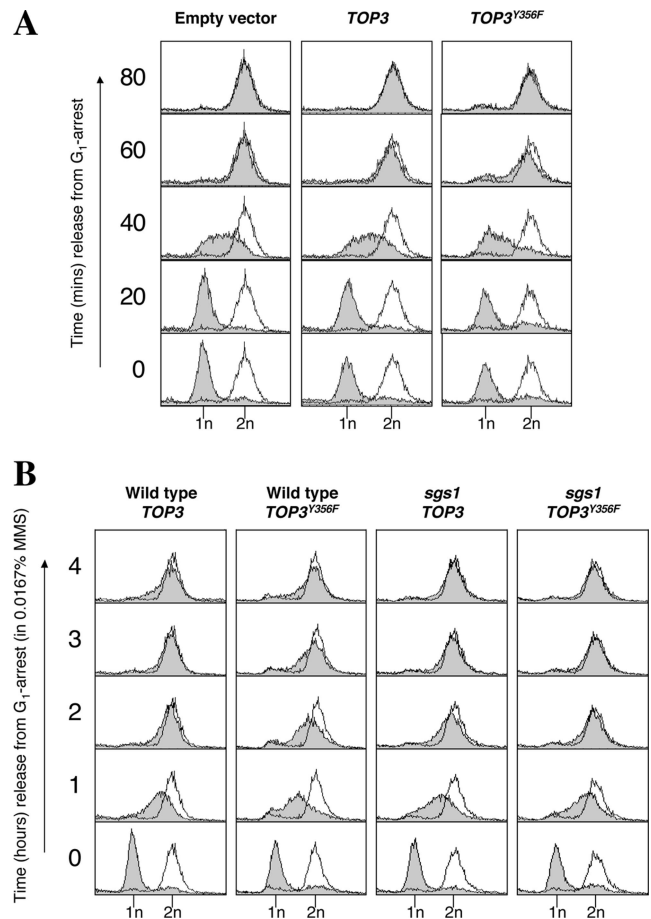 A
Empty vector TOP3 TOP3Y356F
Time (mins) release from G1-arrest
80
60
40
20
0
1n 2n 1n 2n 1n 2n
B
Wild type Wild type sgs1 sgs1
TOP3 TOP3Y356F TOP3 TOP3Y356F
Time (hours) release from G1-arrest (in 0.0167% MMS)
4
3
2
1
0
1n 2n 1n 2n 1n 2n 1n 2n